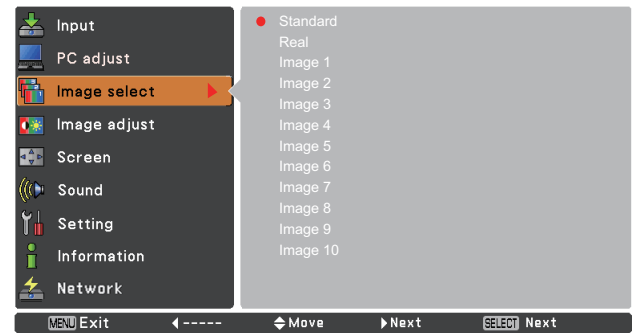 Input
PC adjust
Image select
Image adjust
Screen
Sound
Setting
Information
Network
Standard
Real
Image 1
Image 2
Image 3
Image 4
Image 5
Image 6
Image 7
Image 8
Image 9
Image 10
MENU Exit ◀ ----- Move Next SELECT Next